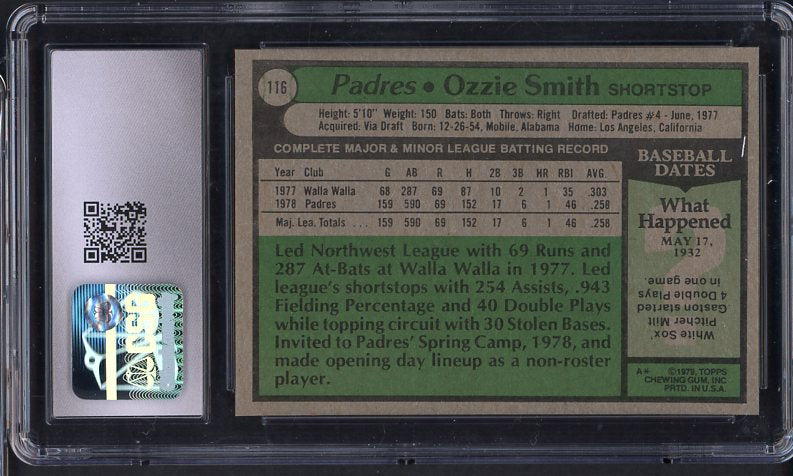 116
Padres • Ozzie Smith SHORTSTOP
Height: 5'10" Weight: 150 Bats: Both Throws: Right Drafted: Padres #4 - June, 1977
Acquired: Via Draft Born: 12-26-54, Mobile, Alabama Home: Los Angeles, California
COMPLETE MAJOR & MINOR LEAGUE BATTING RECORD
Year Club G AB R H 2B 3B HR RBI AVG.
1977 Walla Walla 68 287 69 87 10 2 1 35 .303
1978 Padres 159 590 69 152 17 6 1 46 .258
Maj. Lea. Totals ... 159 590 69 152 17 6 1 46 .258
Led Northwest League with 69 Runs and
287 At-Bats at Walla Walla in 1977. Led
league's shortstops with 254 Assists, .943
Fielding Percentage and 40 Double Plays
while topping circuit with 30 Stolen Bases.
Invited to Padres' Spring Camp, 1978, and
made opening day lineup as a non-roster
player.
BASEBALL
DATES
What
Happened
MAY 17,
1932
?
White Sox
Pitcher Milt
Gaston started
4 Double Plays
in one game.
A* ©1979, TOPPS
CHEWING GUM, INC
PRTD. IN U.S.A.